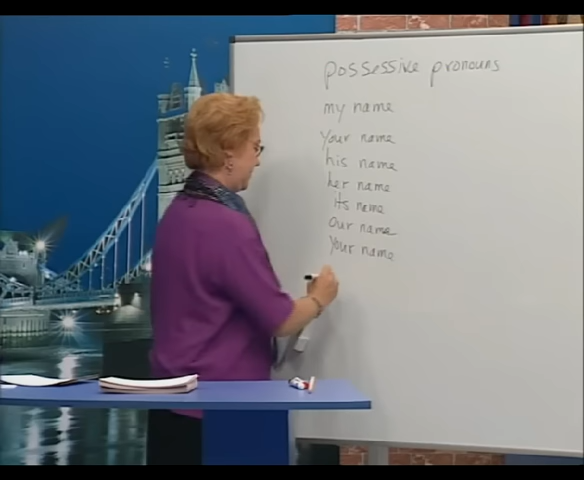 possessive pronouns
my name
your name
his name
her name
its name
our name
your name